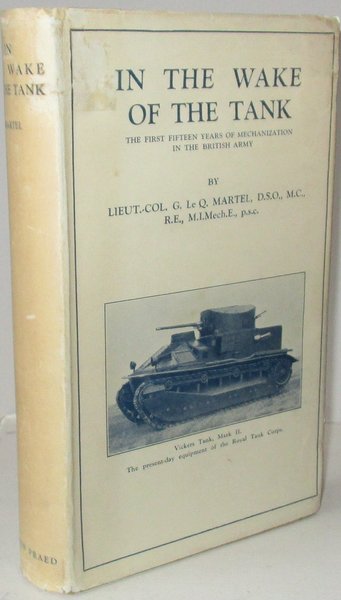 IN
WAKE
THE TANK
MARTEL
PRAED
IN THE WAKE
OF THE TANK
THE FIRST FIFTEEN YEARS OF MECHANIZATION
IN THE BRITISH ARMY
BY
LIEUT.-COL. G. Le Q. MARTEL, D.S.O., M.C.,
R.E., M.I.Mech.E., p.s.c.
Vickers Tank, Mark II.
The present-day equipment of the Royal Tank Corps.